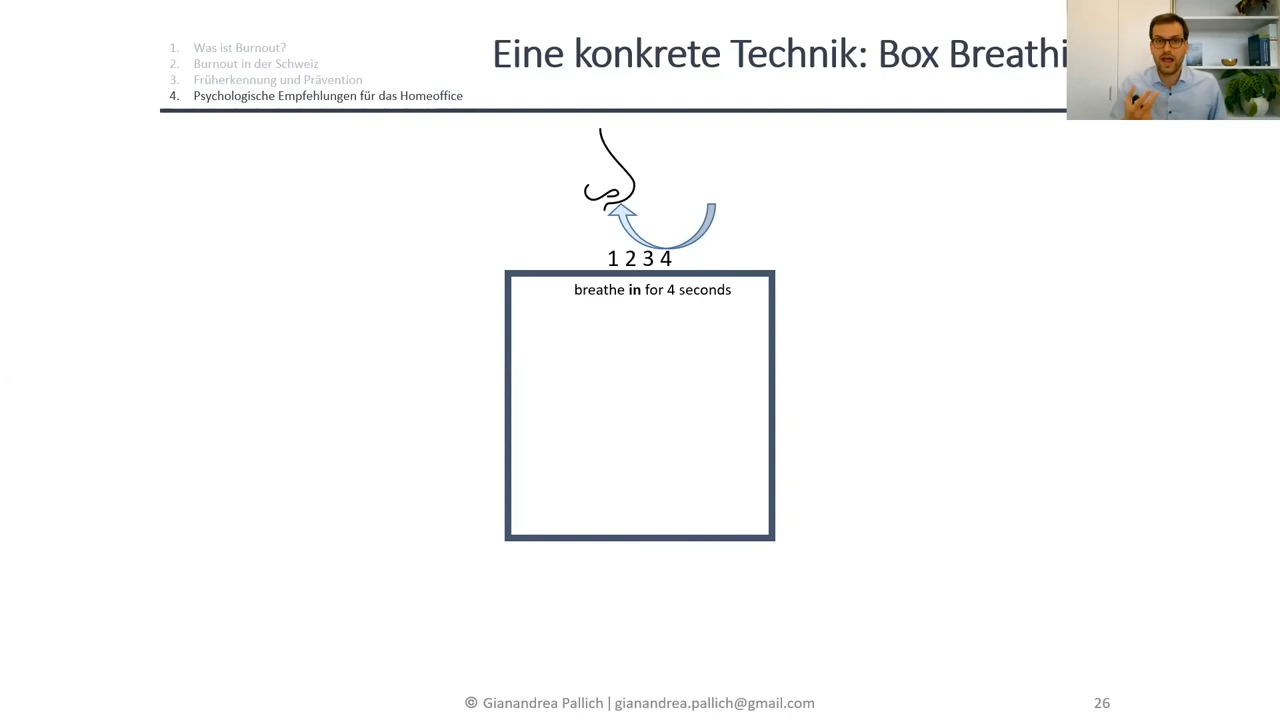 1. Was ist Burnout?
2. Burnout in der Schweiz
3. Früherkennung und Prävention
4. Psychologische Empfehlungen für das Homeoffice
Eine konkrete Technik: Box Breathi
1 2 3 4
breathe in for 4 seconds
© Gianandrea Pallich | gianandrea.pallich@gmail.com
26